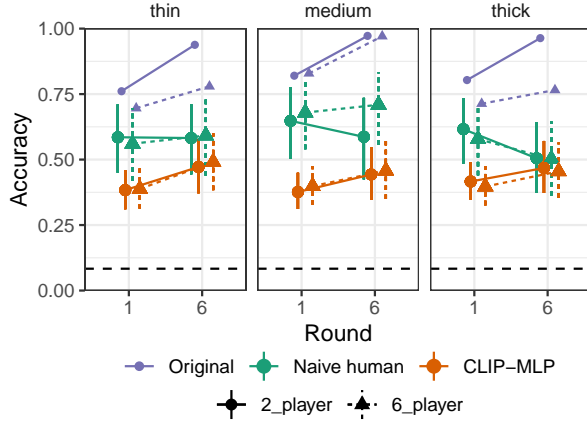 thin medium thick
1.00
0.75
0.50
0.25
0.00
Accuracy
1 6 1 6 1 6
Round
Original Naive human CLIP−MLP
2_player 6_player